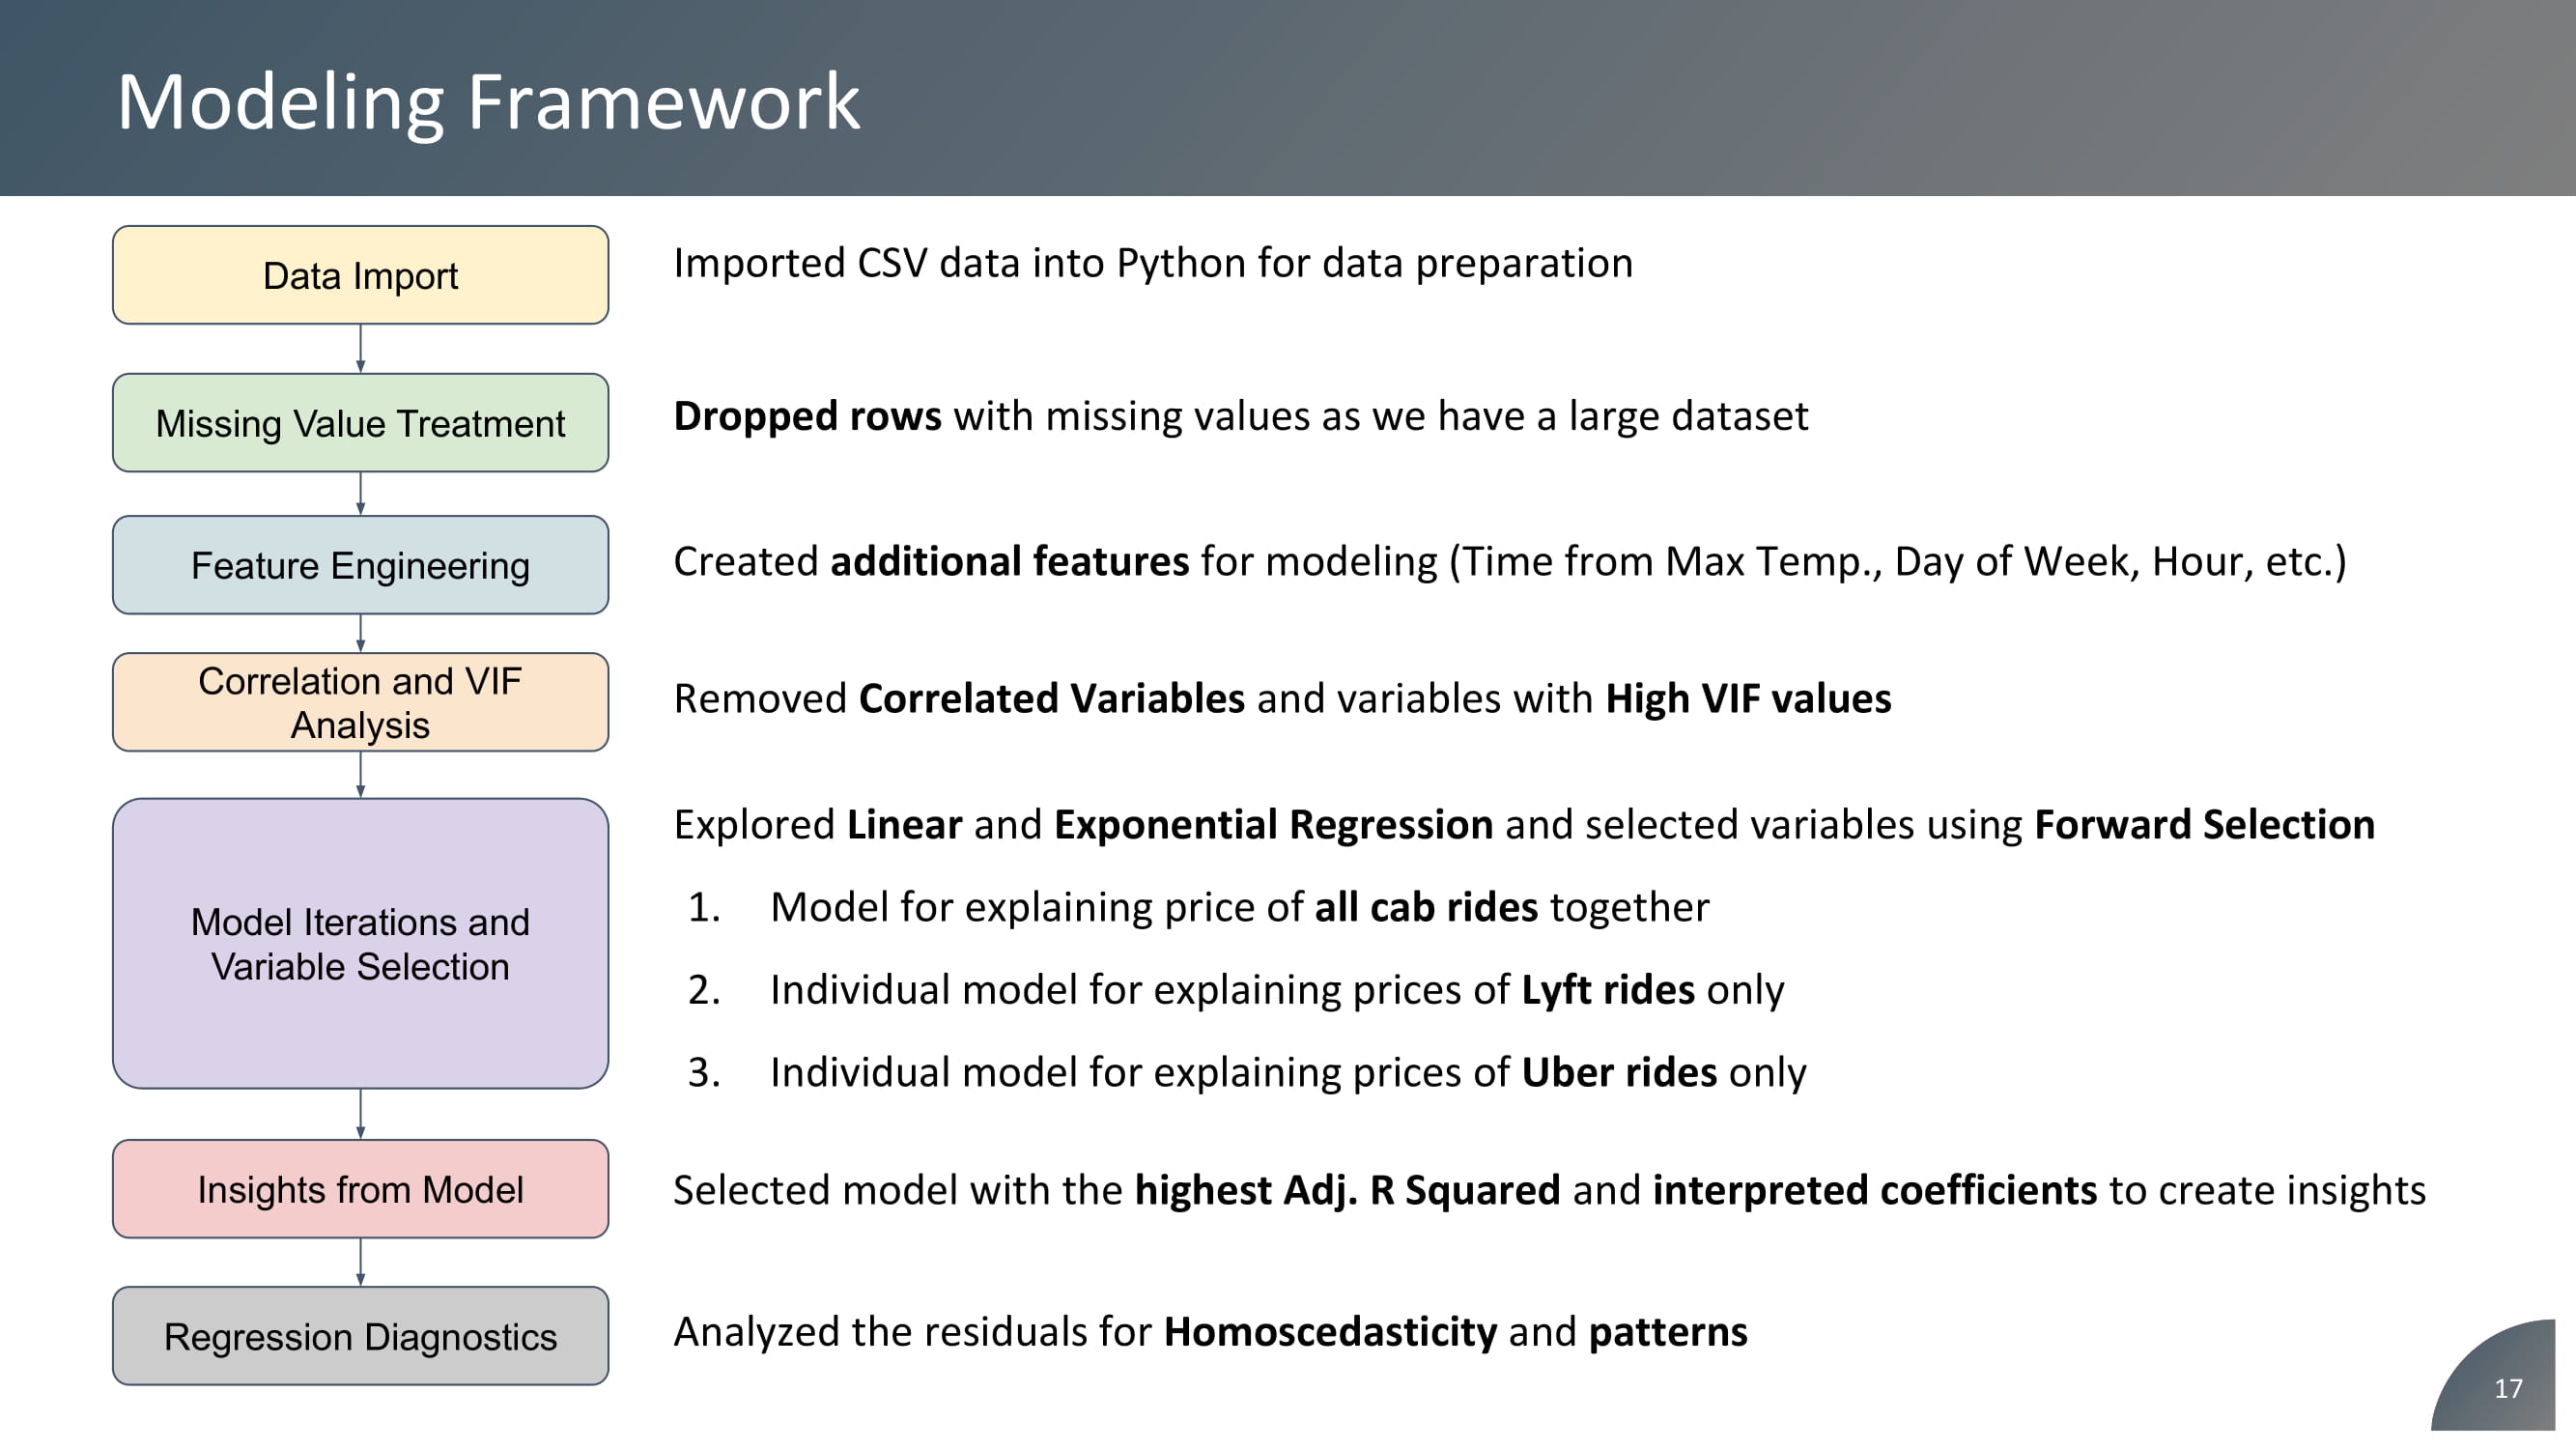 Modeling Framework
Data Import
Imported CSV data into Python for data preparation
Missing Value Treatment
Dropped rows with missing values as we have a large dataset
Feature Engineering
Created additional features for modeling (Time from Max Temp., Day of Week, Hour, etc.)
Correlation and VIF
Analysis
Removed Correlated Variables and variables with High VIF values
Model Iterations and
Variable Selection
Explored Linear and Exponential Regression and selected variables using Forward Selection
1. Model for explaining price of all cab rides together
2. Individual model for explaining prices of Lyft rides only
3. Individual model for explaining prices of Uber rides only
Insights from Model
Selected model with the highest Adj. R Squared and interpreted coefficients to create insights
Regression Diagnostics
Analyzed the residuals for Homoscedasticity and patterns
17